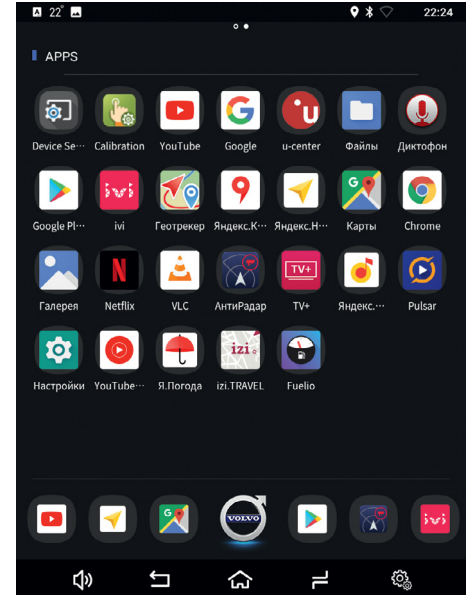 A 22° 22:24
APPS
Device Se··· Calibration YouTube Google u-center Файлы Диктофон
Google Pl··· ivi Геотрекер Яндекс.К··· Яндекс.Н··· Карты Chrome
Галерея Netflix VLC АнтиРадар TV+ Яндекс.··· Pulsar
Настройки YouTube··· Я.Погода izi.TRAVEL Fuelio
VOLVO